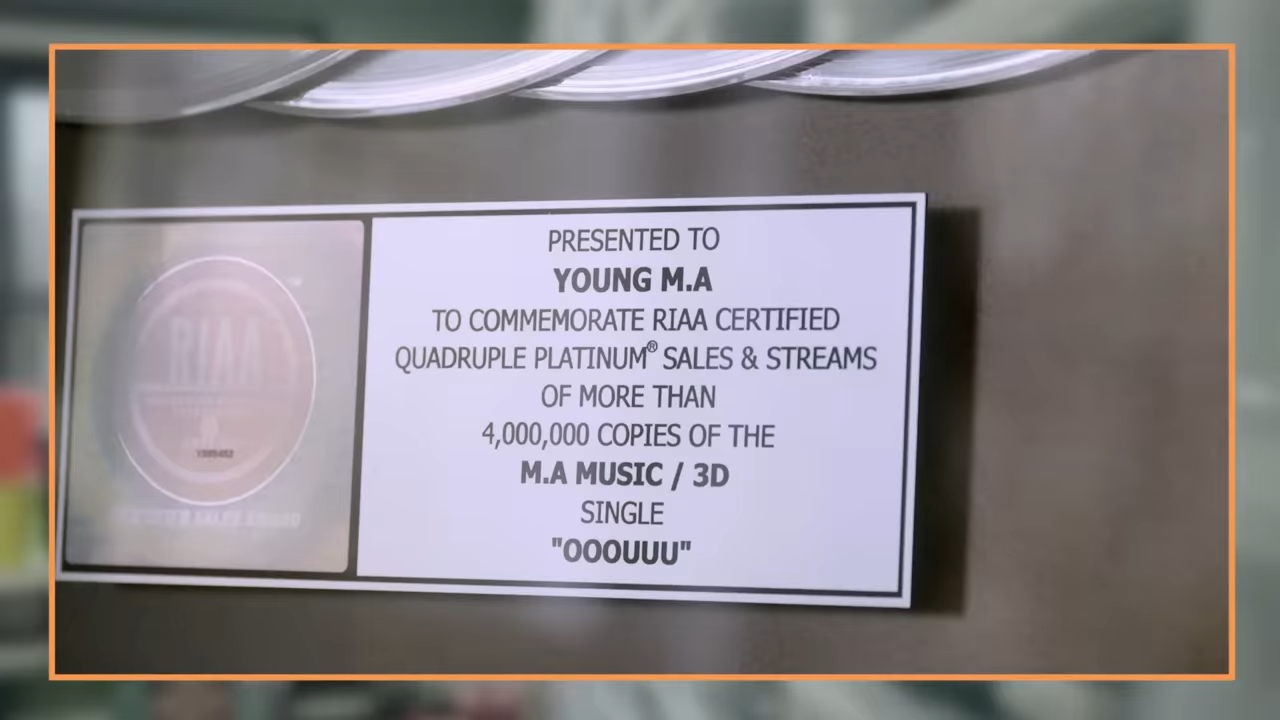 RIAA
PRESENTED TO
YOUNG M.A
TO COMMEMORATE RIAA CERTIFIED
QUADRUPLE PLATINUM® SALES & STREAMS
OF MORE THAN
4,000,000 COPIES OF THE
M.A MUSIC / 3D
SINGLE
"OOOUUU"